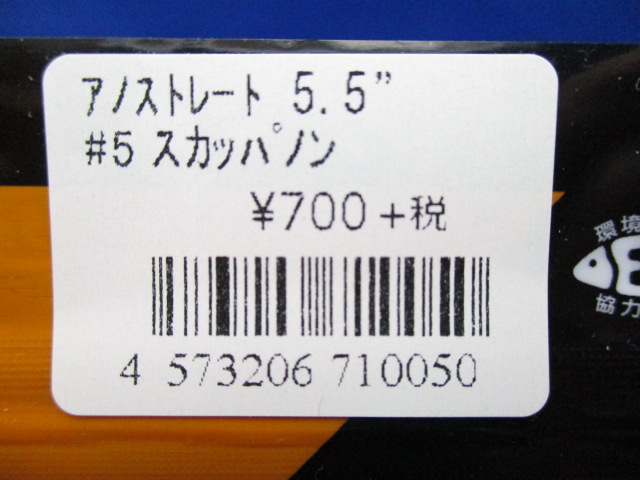 アノストレート 5.5"
#5 スカッパノン
¥700+税
4 573206 710050
環境
協力